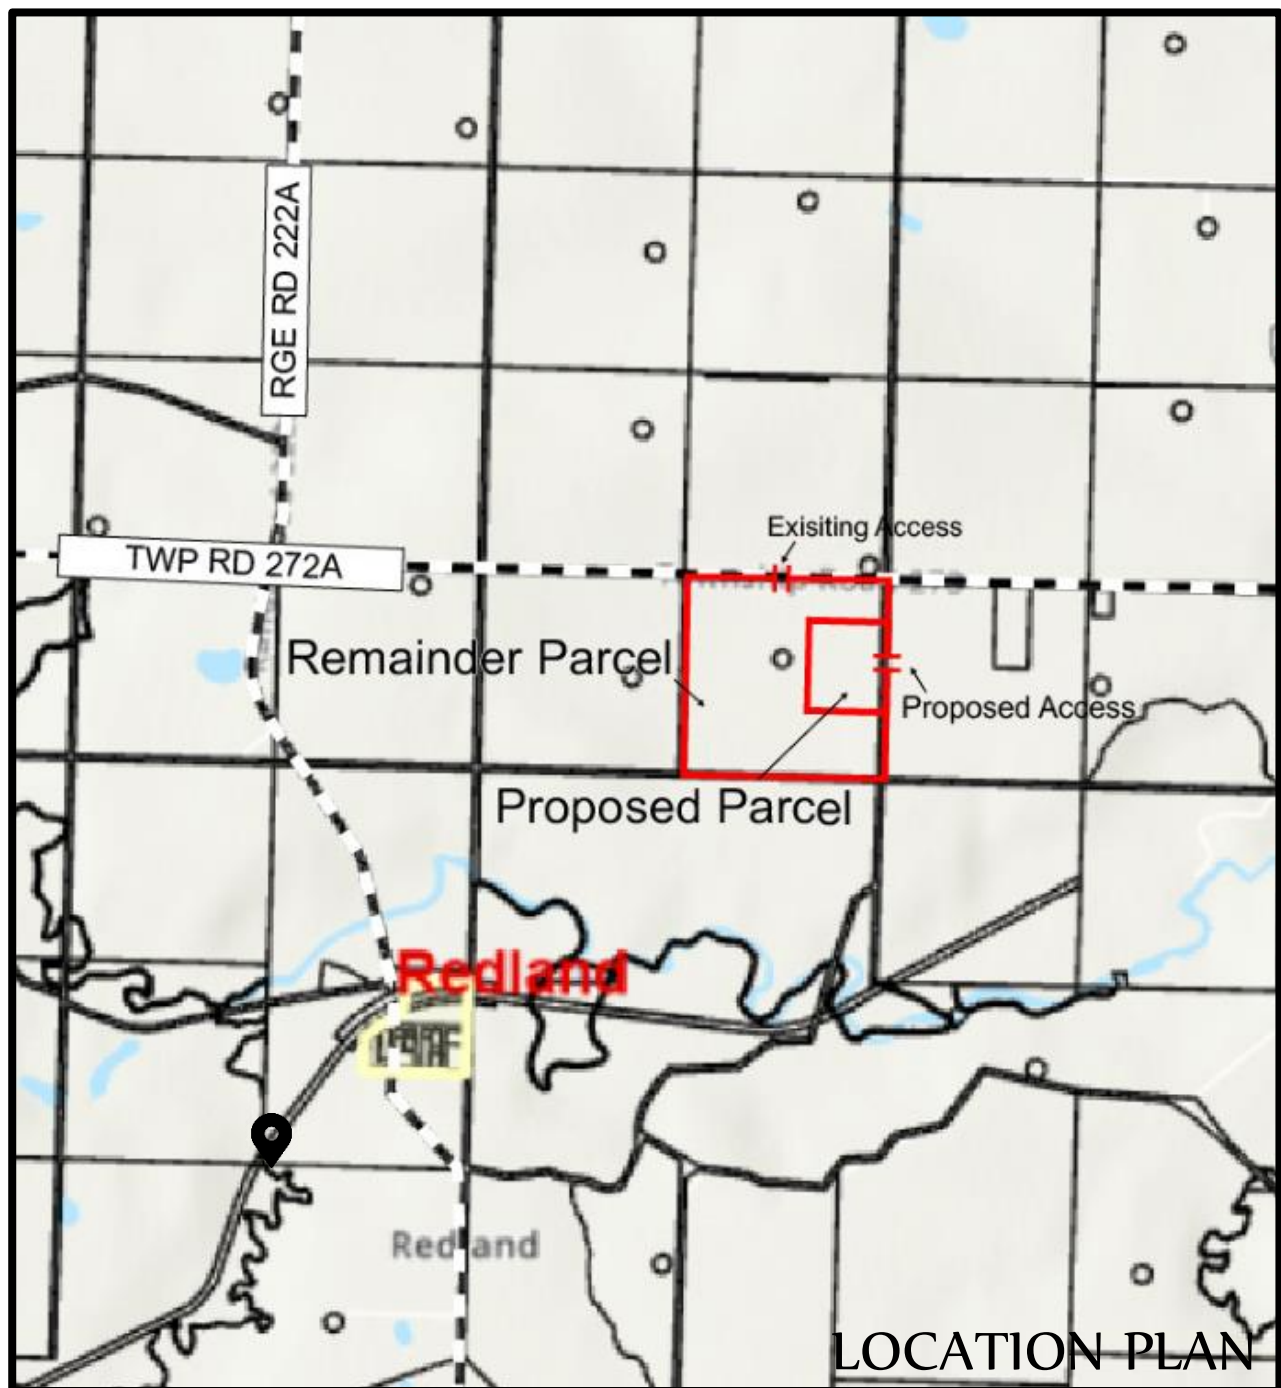 RGE RD 222A
Exisiting Access
TWP RD 272A
Remainder Parcel
Proposed Access
Proposed Parcel
Redland
Redland
LOCATION PLAN